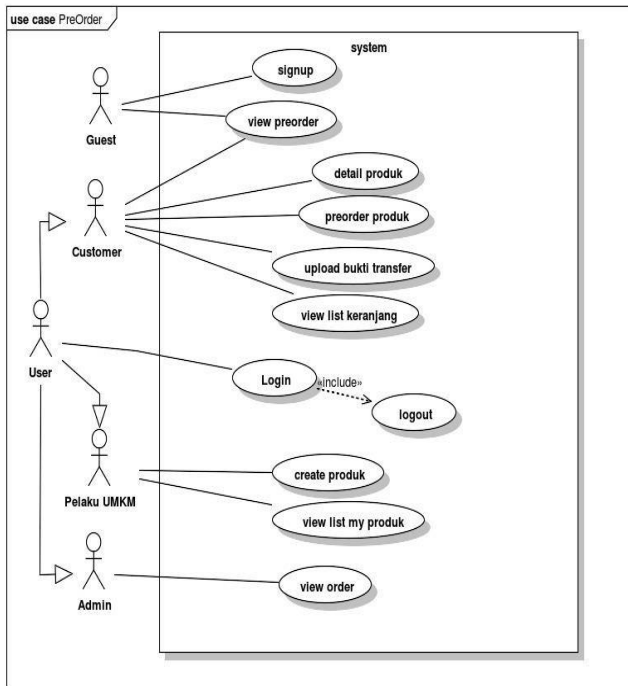 use case PreOrder
system
signup
view preorder
Guest
detail produk
preorder produk
Customer
upload bukti transfer
view list keranjang
User
Login
«include»
logout
create produk
Pelaku UMKM
view list my produk
view order
Admin